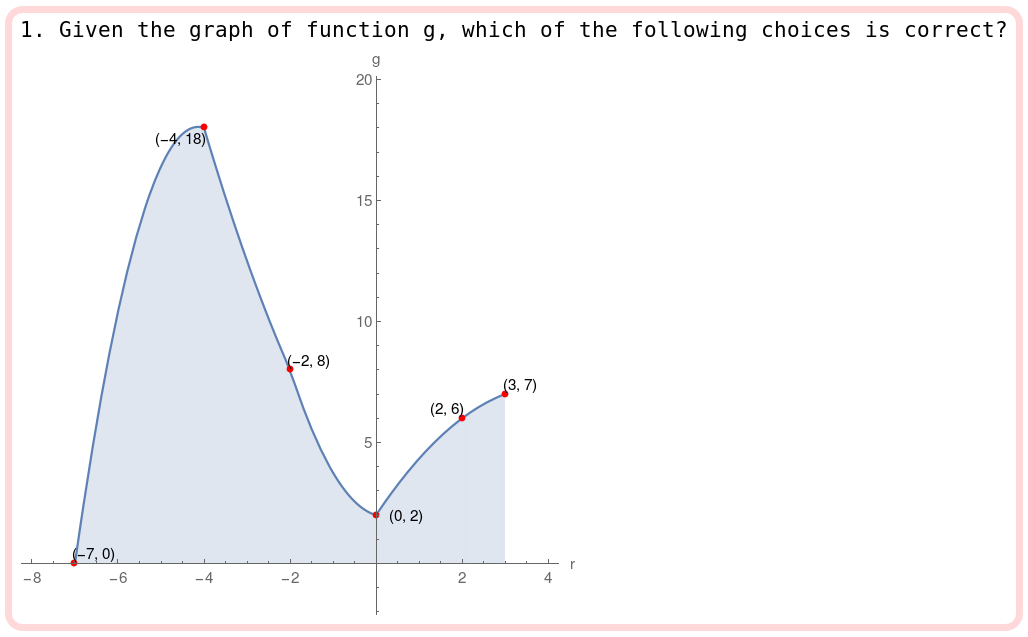 1. Given the graph of function g, which of the following choices is correct?
g
20
(−4, 18)
15
10
(−2, 8)
(3, 7)
(2, 6)
5
(0, 2)
(−7, 0)
r
−8 −6 −4 −2 2 4